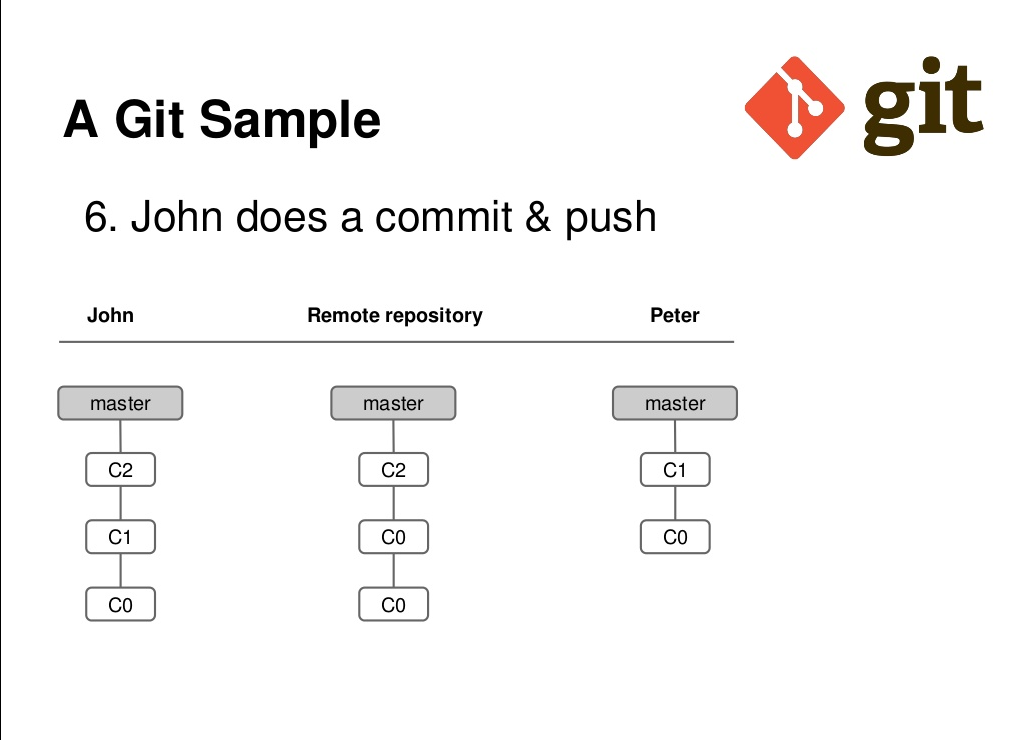 git
A Git Sample
6. John does a commit & push
John Remote repository Peter
master master master
C2 C2 C1
C1 C0 C0
C0 C0